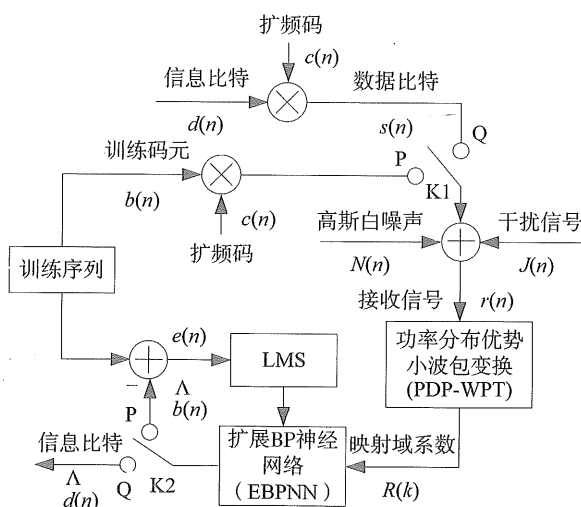 扩频码
c(n)
信息比特
数据比特
d(n)
s(n)
Q
训练码元
P
K1
b(n)
c(n)
扩频码
高斯白噪声
干扰信号
N(n)
J(n)
训练序列
接收信号
r(n)
e(n)
LMS
功率分布优势
小波包变换
(PDP-WPT)
−
Λ
b(n)
P
信息比特
扩展BP神经
网络
（EBPNN）
映射域系数
Λ
d(n)
Q
K2
R(k)